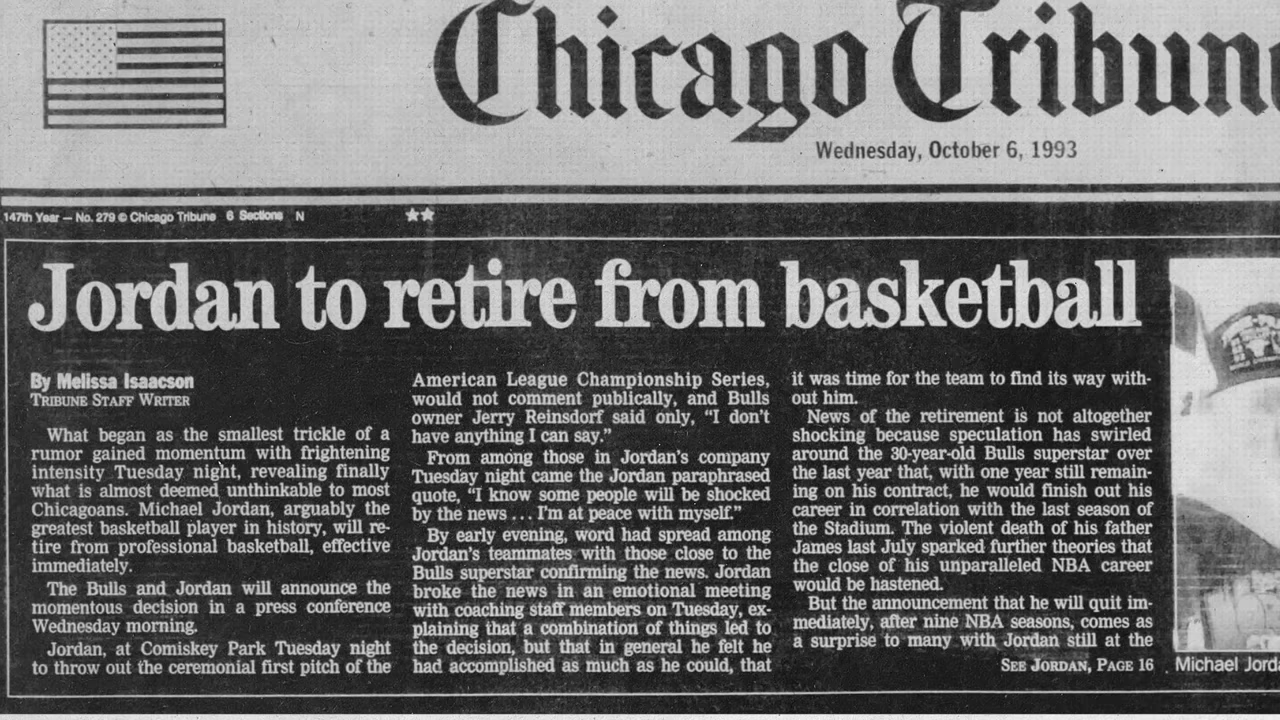 Chicago Tribun
Wednesday, October 6, 1993
147th Year — No. 279 © Chicago Tribune 6 Sections N ★★
Jordan to retire from basketball
By Melissa Isaacson
TRIBUNE STAFF WRITER
What began as the smallest trickle of a
rumor gained momentum with frightening
intensity Tuesday night, revealing finally
what is almost deemed unthinkable to most
Chicagoans. Michael Jordan, arguably the
greatest basketball player in history, will re-
tire from professional basketball, effective
immediately.
The Bulls and Jordan will announce the
momentous decision in a press conference
Wednesday morning.
Jordan, at Comiskey Park Tuesday night
to throw out the ceremonial first pitch of the
American League Championship Series,
would not comment publically, and Bulls
owner Jerry Reinsdorf said only, “I don’t
have anything I can say.”
From among those in Jordan’s company
Tuesday night came the Jordan paraphrased
quote, “I know some people will be shocked
by the news . . . I’m at peace with myself.”
By early evening, word had spread among
Jordan’s teammates with those close to the
Bulls superstar confirming the news. Jordan
broke the news in an emotional meeting
with coaching staff members on Tuesday, ex-
plaining that a combination of things led to
the decision, but that in general he felt he
had accomplished as much as he could, that
it was time for the team to find its way with-
out him.
News of the retirement is not altogether
shocking because speculation has swirled
around the 30-year-old Bulls superstar over
the last year that, with one year still remain-
ing on his contract, he would finish out his
career in correlation with the last season of
the Stadium. The violent death of his father
James last July sparked further theories that
the close of his unparalleled NBA career
would be hastened.
But the announcement that he will quit im-
mediately, after nine NBA seasons, comes as
a surprise to many with Jordan still at the
SEE JORDAN, PAGE 16
Michael Jord